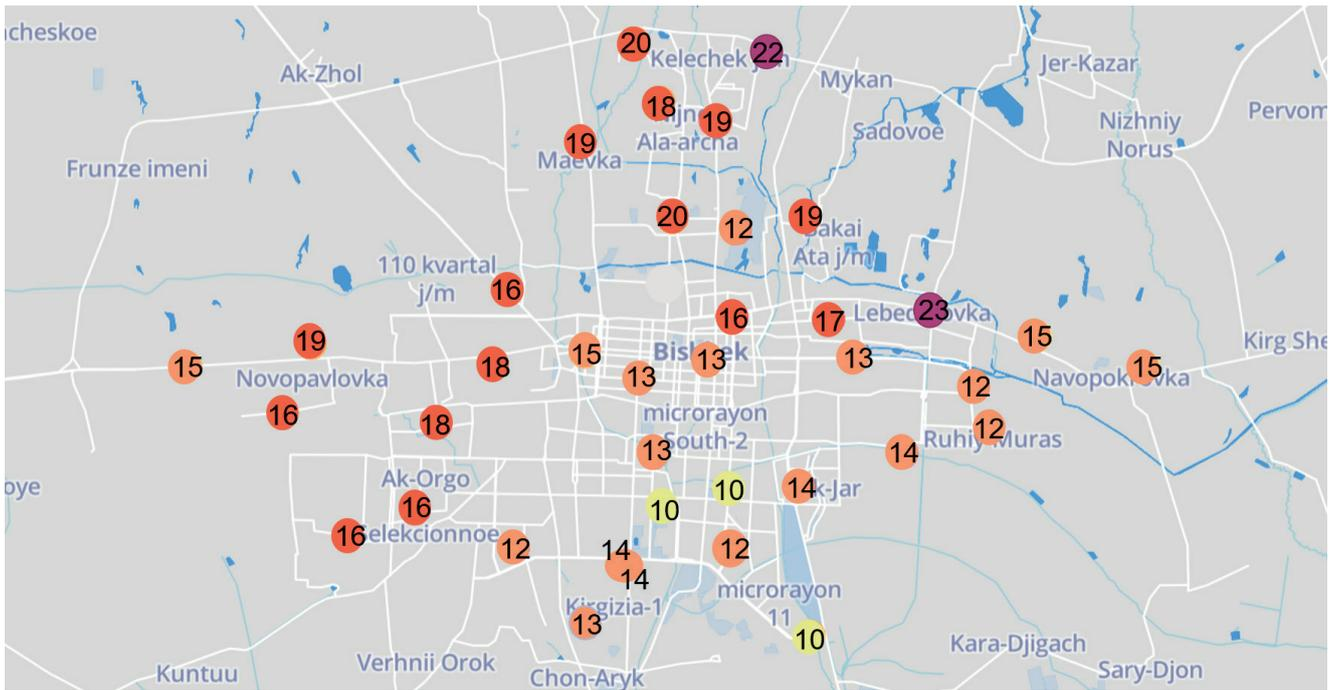 acheskoe
20
Kelechek j/m
22
Ak-Zhol
Mykan
Jer-Kazar
18
19
Nijn
Ala-archa
19
Maevka
Sadovoe
Nizhniy
Norus
Pervom
Frunze imeni
20
12
19
Bakai
Ata j/m
110 kvartal
j/m
16
16
17
Lebedinovka
23
15
Kirg She
15
19
Novopavlovka
18
15
13
Bishkek
13
13
12
Navopokrovka
15
16
18
microrayon
South-2
13
12
Ruhiy Muras
14
oye
Ak-Orgo
16
10
10
14
k-Jar
16
Selekcionnoe
12
14
14
12
Kirgizia-1
13
microrayon
11
10
Kuntuu
Verhnii Orok
Chon-Aryk
Kara-Djigach
Sary-Djon